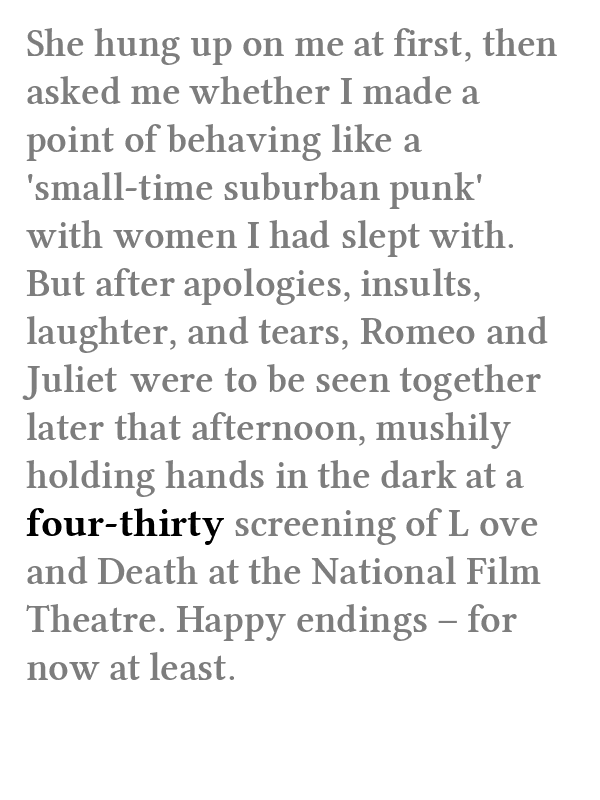 She hung up on me at first, then
asked me whether I made a
point of behaving like a
'small-time suburban punk'
with women I had slept with.
But after apologies, insults,
laughter, and tears, Romeo and
Juliet were to be seen together
later that afternoon, mushily
holding hands in the dark at a
four-thirty screening of L ove
and Death at the National Film
Theatre. Happy endings – for
now at least.